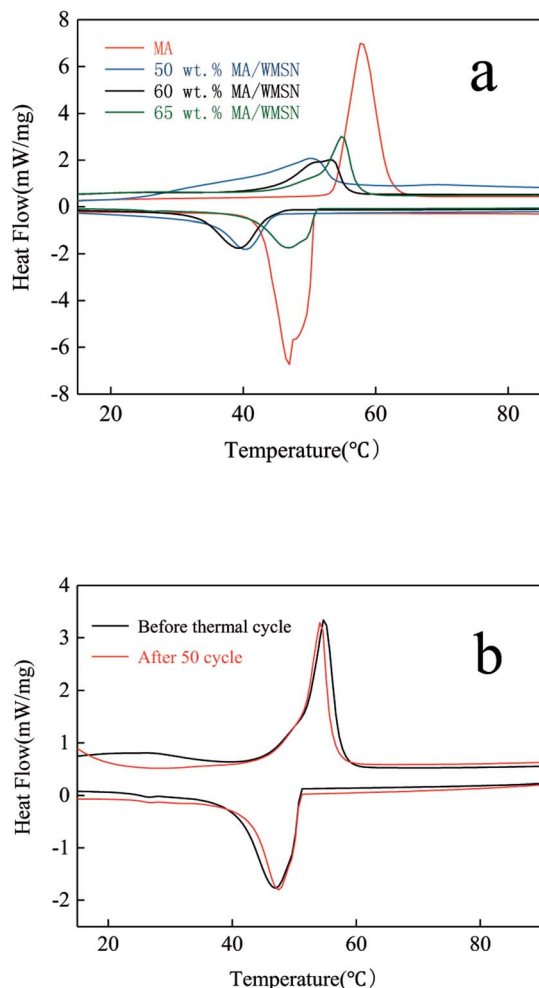 a
MA
50 wt.% MA/WMSN
60 wt.% MA/WMSN
65 wt.% MA/WMSN
8
6
4
2
0
-2
-4
-6
-8
Heat Flow(mW/mg)
20 40 60 80
Temperature(℃)
b
Before thermal cycle
After 50 cycle
4
3
2
1
0
-1
-2
Heat Flow(mW/mg)
20 40 60 80
Temperature(℃)